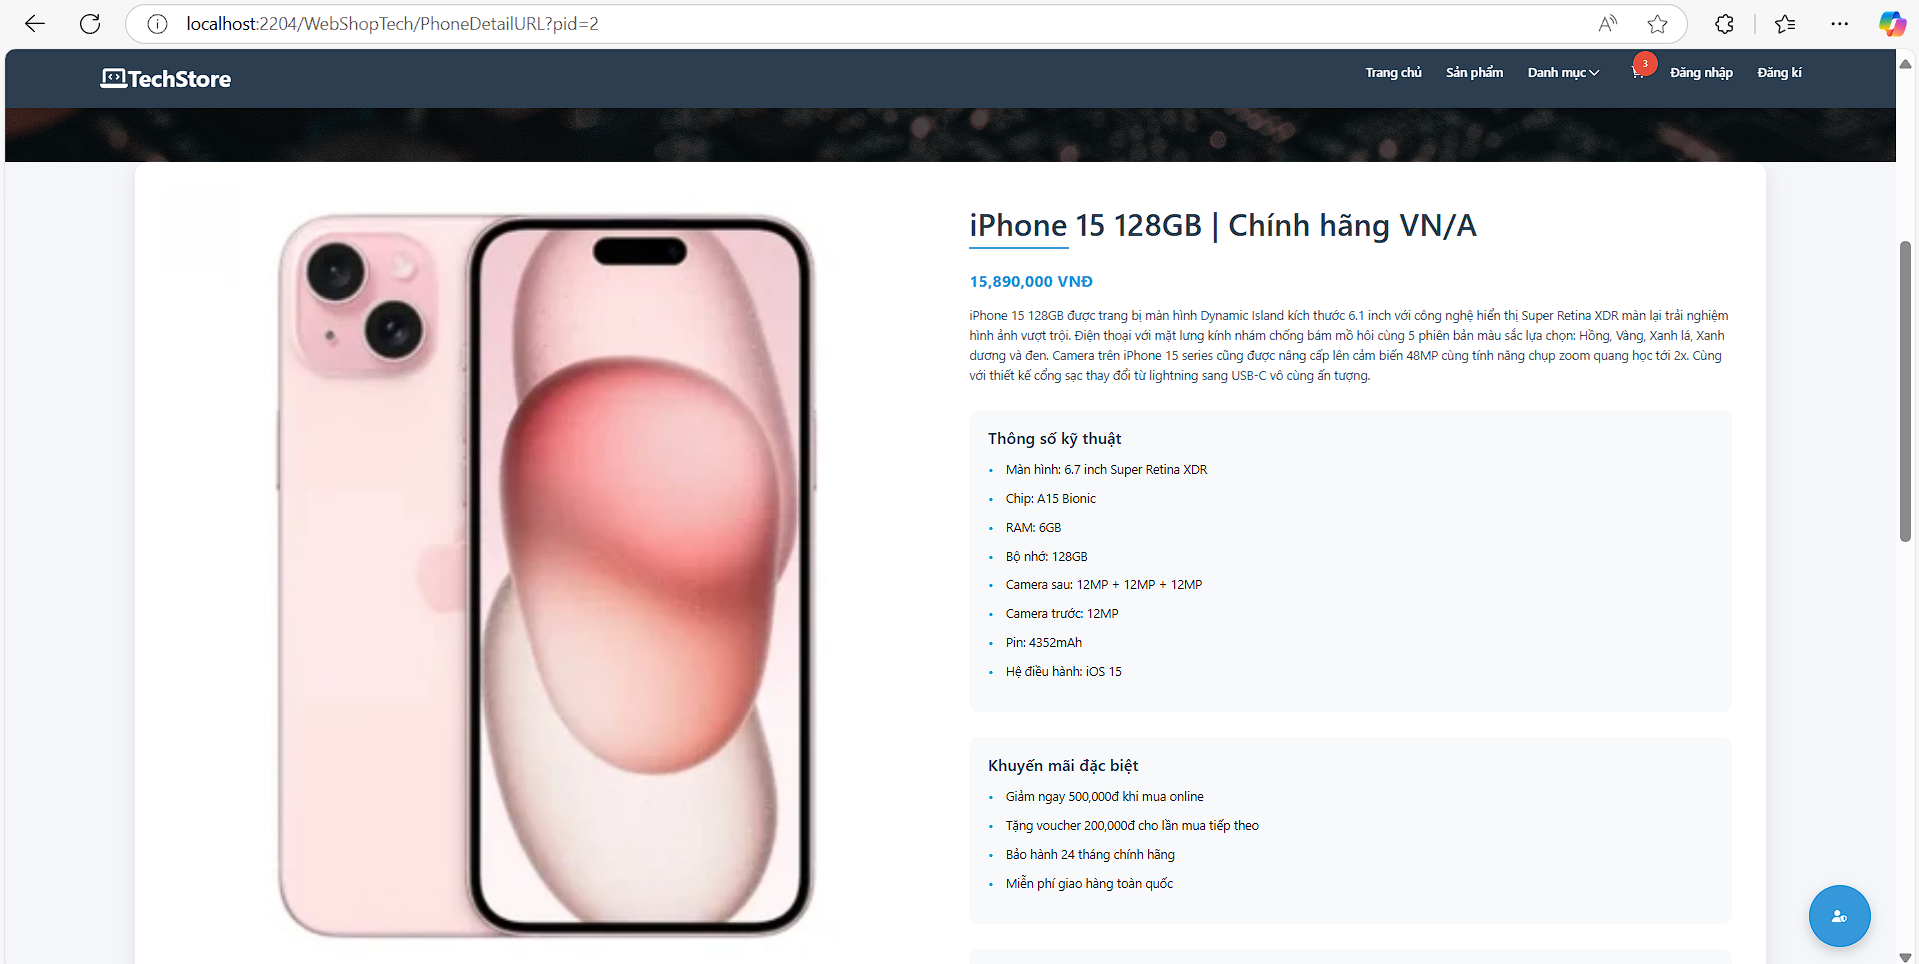 localhost:2204/WebShopTech/PhoneDetailURL?pid=2
TechStore
Trang chủ
Sản phẩm
Danh mục
3
Đăng nhập
Đăng kí
iPhone 15 128GB | Chính hãng VN/A
15,890,000 VNĐ
iPhone 15 128GB được trang bị màn hình Dynamic Island kích thước 6.1 inch với công nghệ hiển thị Super Retina XDR màn lại trải nghiệm
hình ảnh vượt trội. Điện thoại với mặt lưng kính nhám chống bám mồ hôi cùng 5 phiên bản màu sắc lựa chọn: Hồng, Vàng, Xanh lá, Xanh
dương và đen. Camera trên iPhone 15 series cũng được nâng cấp lên cảm biến 48MP cùng tính năng chụp zoom quang học tới 2x. Cùng
với thiết kế cổng sạc thay đổi từ lightning sang USB-C vô cùng ấn tượng.
Thông số kỹ thuật
• Màn hình: 6.7 inch Super Retina XDR
• Chip: A15 Bionic
• RAM: 6GB
• Bộ nhớ: 128GB
• Camera sau: 12MP + 12MP + 12MP
• Camera trước: 12MP
• Pin: 4352mAh
• Hệ điều hành: iOS 15
Khuyến mãi đặc biệt
• Giảm ngay 500,000đ khi mua online
• Tặng voucher 200,000đ cho lần mua tiếp theo
• Bảo hành 24 tháng chính hãng
• Miễn phí giao hàng toàn quốc